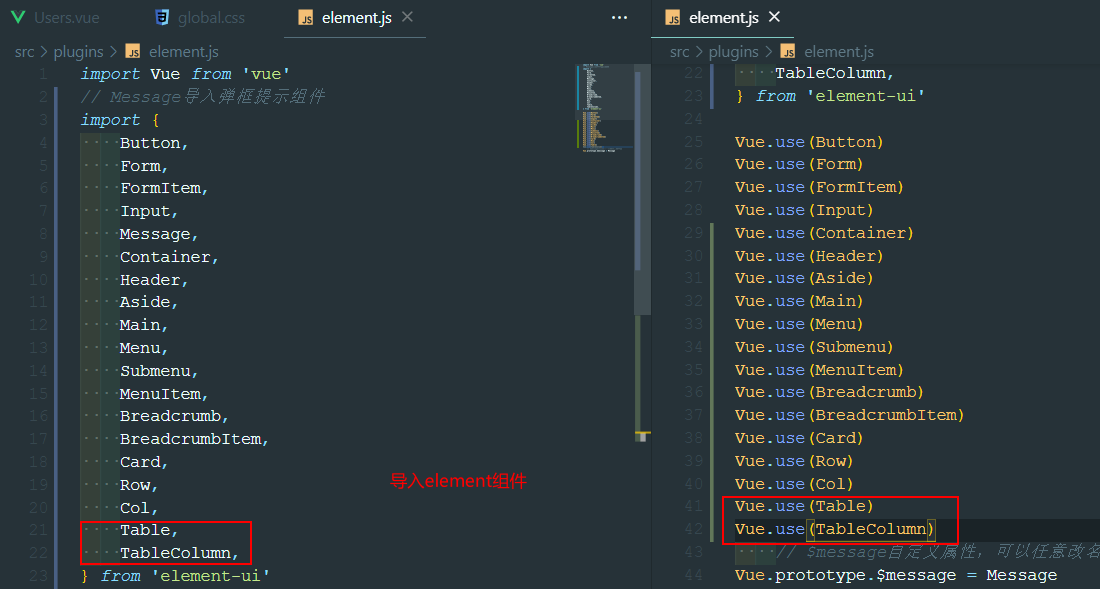 Users.vue
global.css
element.js
src > plugins > element.js
1 import Vue from 'vue'
2 // Message导入弹框提示组件
3 import {
4 Button,
5 Form,
6 FormItem,
7 Input,
8 Message,
9 Container,
10 Header,
11 Aside,
12 Main,
13 Menu,
14 Submenu,
15 MenuItem,
16 Breadcrumb,
17 BreadcrumbItem,
18 Card,
19 Row,
20 Col,
21 Table,
22 TableColumn,
23 } from 'element-ui'
导入element组件
element.js
src > plugins > element.js
22 TableColumn,
23 } from 'element-ui'
24
25 Vue.use(Button)
26 Vue.use(Form)
27 Vue.use(FormItem)
28 Vue.use(Input)
29 Vue.use(Container)
30 Vue.use(Header)
31 Vue.use(Aside)
32 Vue.use(Main)
33 Vue.use(Menu)
34 Vue.use(Submenu)
35 Vue.use(MenuItem)
36 Vue.use(Breadcrumb)
37 Vue.use(BreadcrumbItem)
38 Vue.use(Card)
39 Vue.use(Row)
40 Vue.use(Col)
41 Vue.use(Table)
42 Vue.use(TableColumn)
43 // $message自定义属性，可以任意改名
44 Vue.prototype.$message = Message